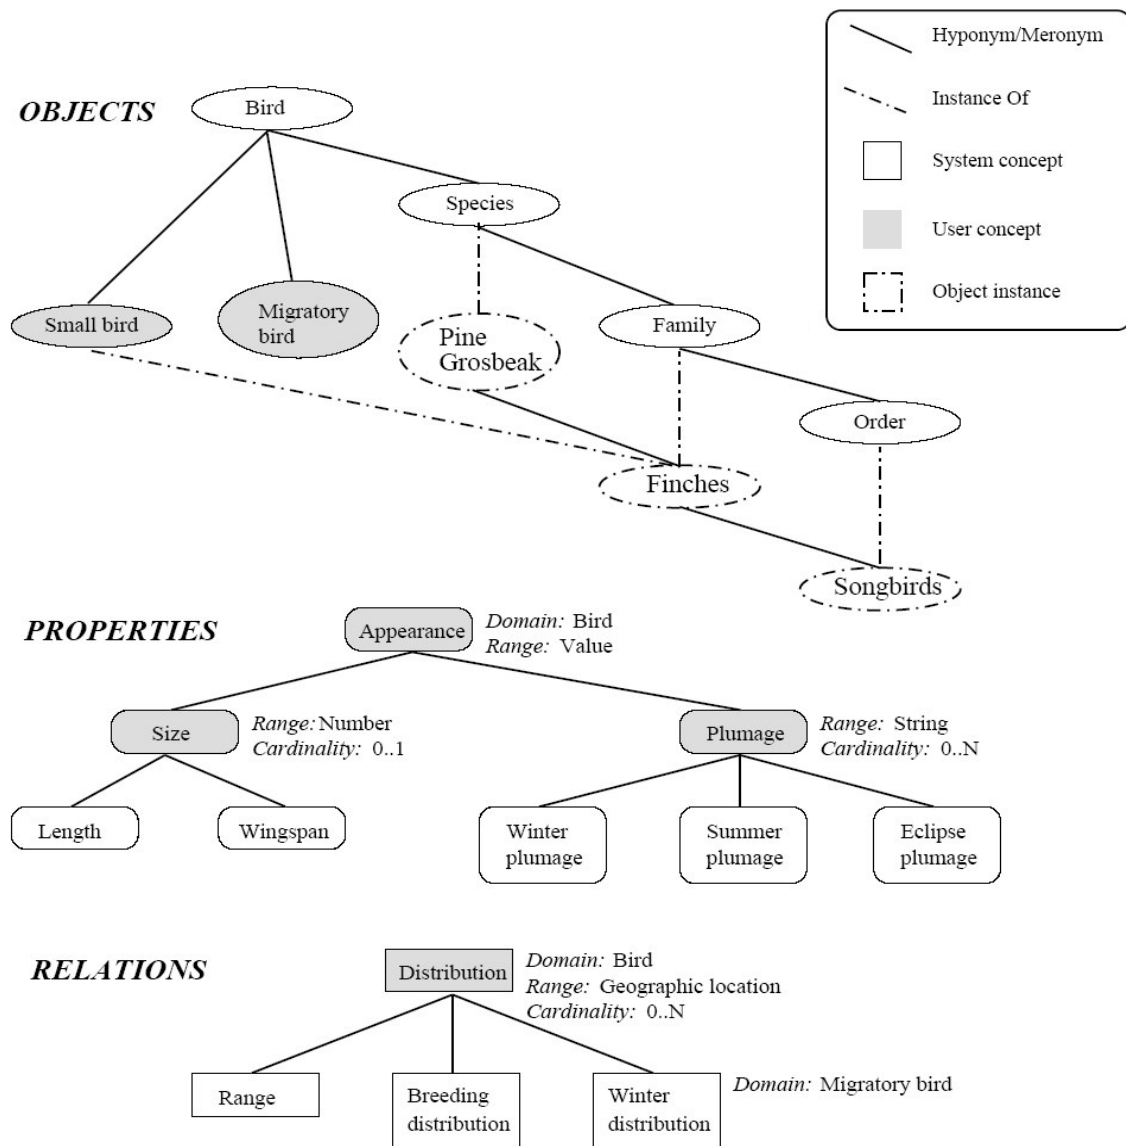 Hyponym/Meronym
Instance Of
System concept
User concept
Object instance
OBJECTS
Bird
Species
Small bird
Migratory
bird
Pine
Grosbeak
Family
Order
Finches
Songbirds
PROPERTIES
Appearance
Domain: Bird
Range: Value
Size
Range: Number
Cardinality: 0..1
Plumage
Range: String
Cardinality: 0..N
Length
Wingspan
Winter
plumage
Summer
plumage
Eclipse
plumage
RELATIONS
Distribution
Domain: Bird
Range: Geographic location
Cardinality: 0..N
Range
Breeding
distribution
Winter
distribution
Domain: Migratory bird